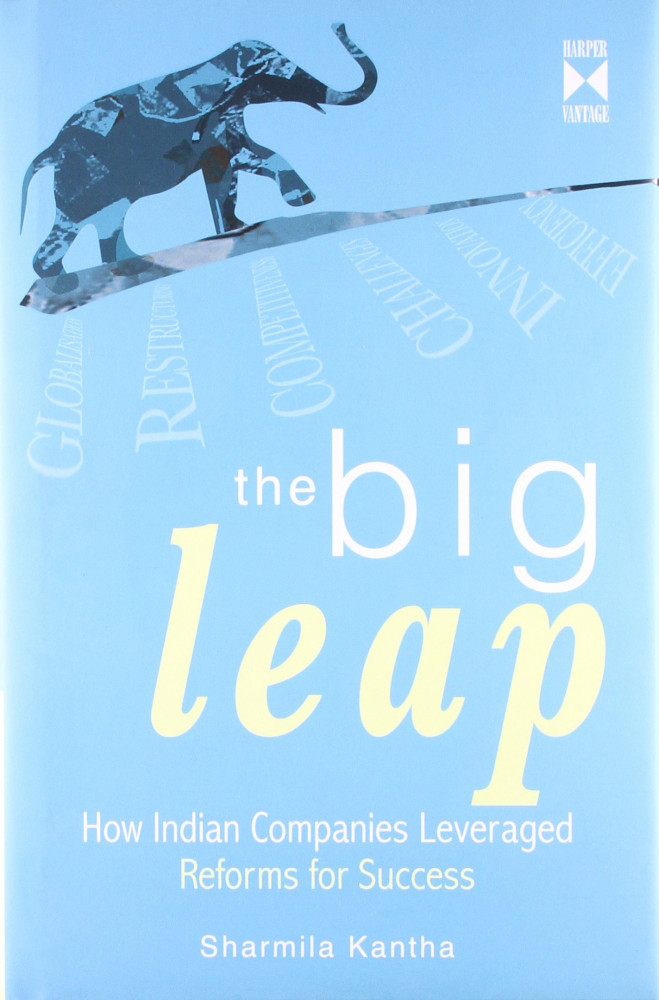 HARPER
VANTAGE
GLOBALISATION
RESTRUCTURING
COMPETITIVENESS
CHALLENGES
INNOVATION
EFFICIENCY
the big
leap
How Indian Companies Leveraged
Reforms for Success
Sharmila Kantha